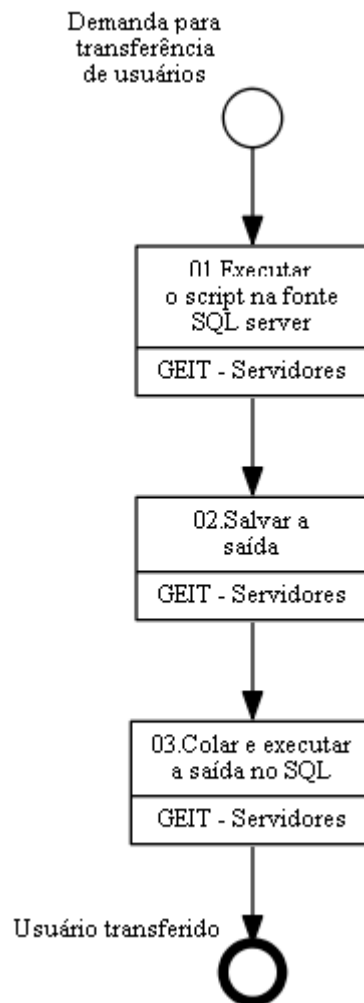 Demanda para
transferência
de usuários
01.Executar
o script na fonte
SQL server
GEIT - Servidores
02.Salvar a
saída
GEIT - Servidores
03.Colar e executar
a saída no SQL
GEIT - Servidores
Usuário transferido